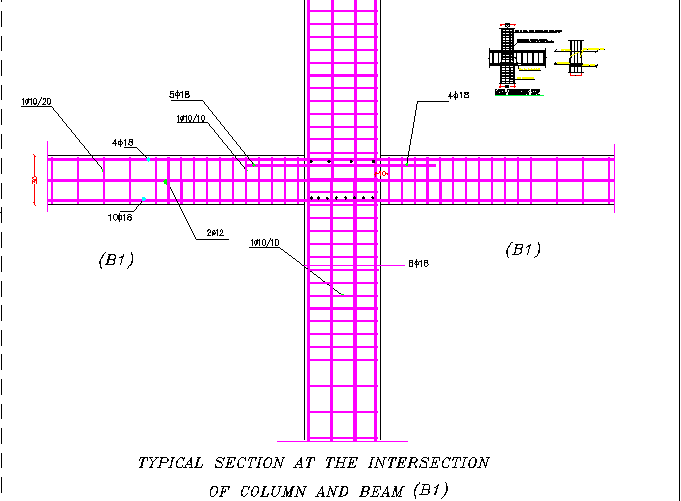 5φ18
4φ18
1φ10/20
1φ10/10
4φ18
10φ18
2φ12
(B1)
1φ10/10
(B1)
8φ18
TYPICAL SECTION AT THE INTERSECTION
OF COLUMN AND BEAM (B1)